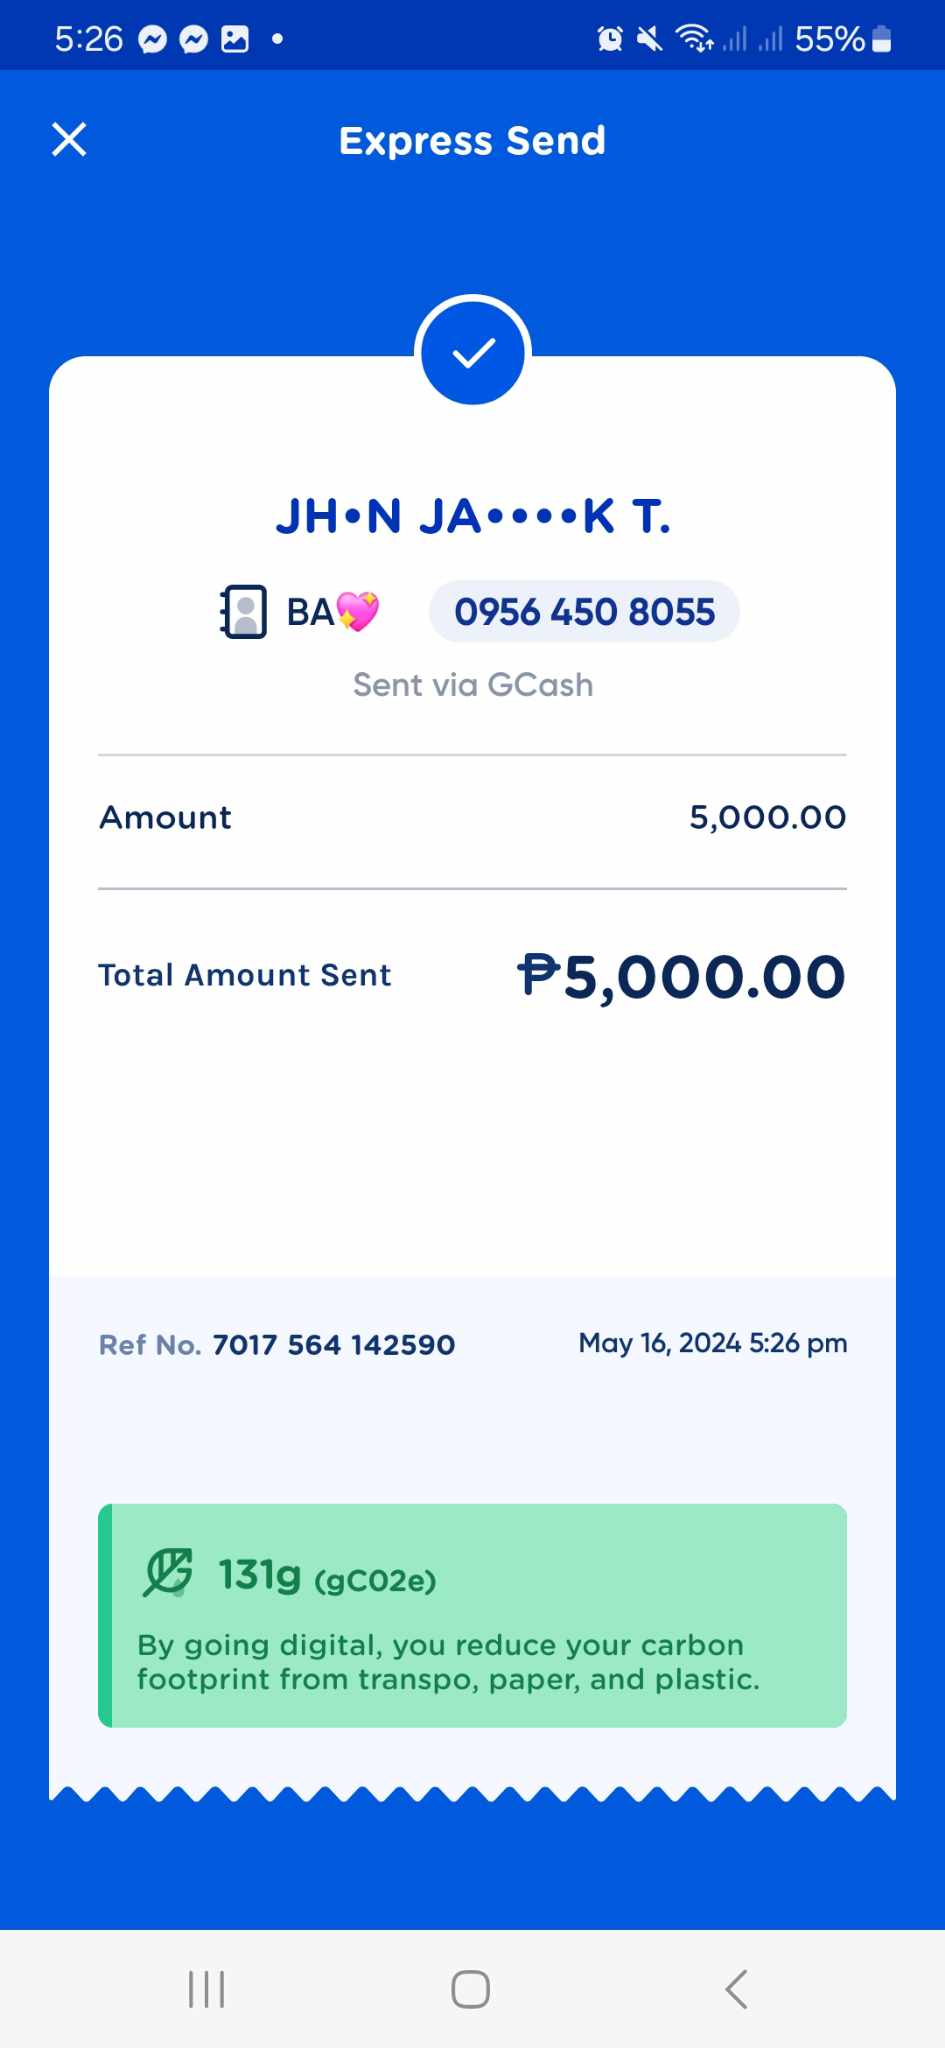 5:26 55%
Express Send
JH•N JA••••K T.
BA💖 0956 450 8055
Sent via GCash
Amount 5,000.00
Total Amount Sent ₱5,000.00
Ref No. 7017 564 142590 May 16, 2024 5:26 pm
131g (gC02e)
By going digital, you reduce your carbon
footprint from transpo, paper, and plastic.